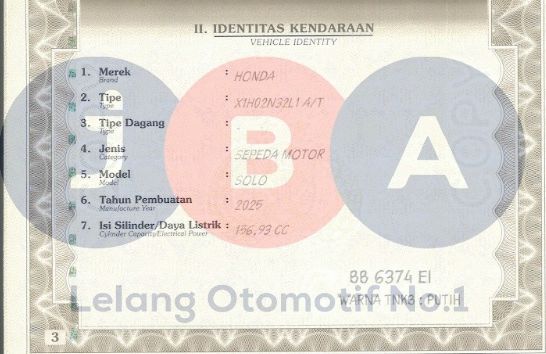 II. IDENTITAS KENDARAAN
VEHICLE IDENTITY
1. Merek : HONDA
Brand
2. Tipe : X1H02N32L1 A/T
Type
3. Tipe Dagang :
Type
4. Jenis : SEPEDA MOTOR
Category
5. Model : SOLO
Model
6. Tahun Pembuatan : 2025
Manufacture Year
7. Isi Silinder/Daya Listrik : 156,93 CC
Cylinder Capacity/Electrical Power
j B A
BB 6374 EI
Lelang Otomotif No.1
WARNA TNKB : PUTIH
3